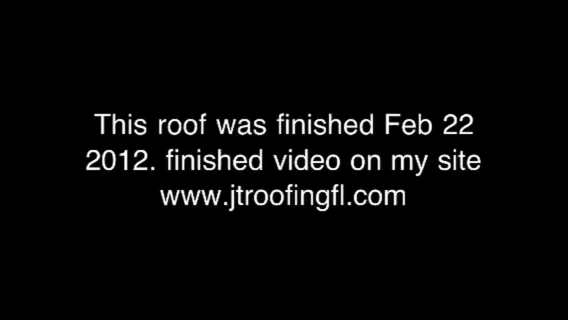 This roof was finished Feb 22
2012. finished video on my site
www.jtroofingfl.com